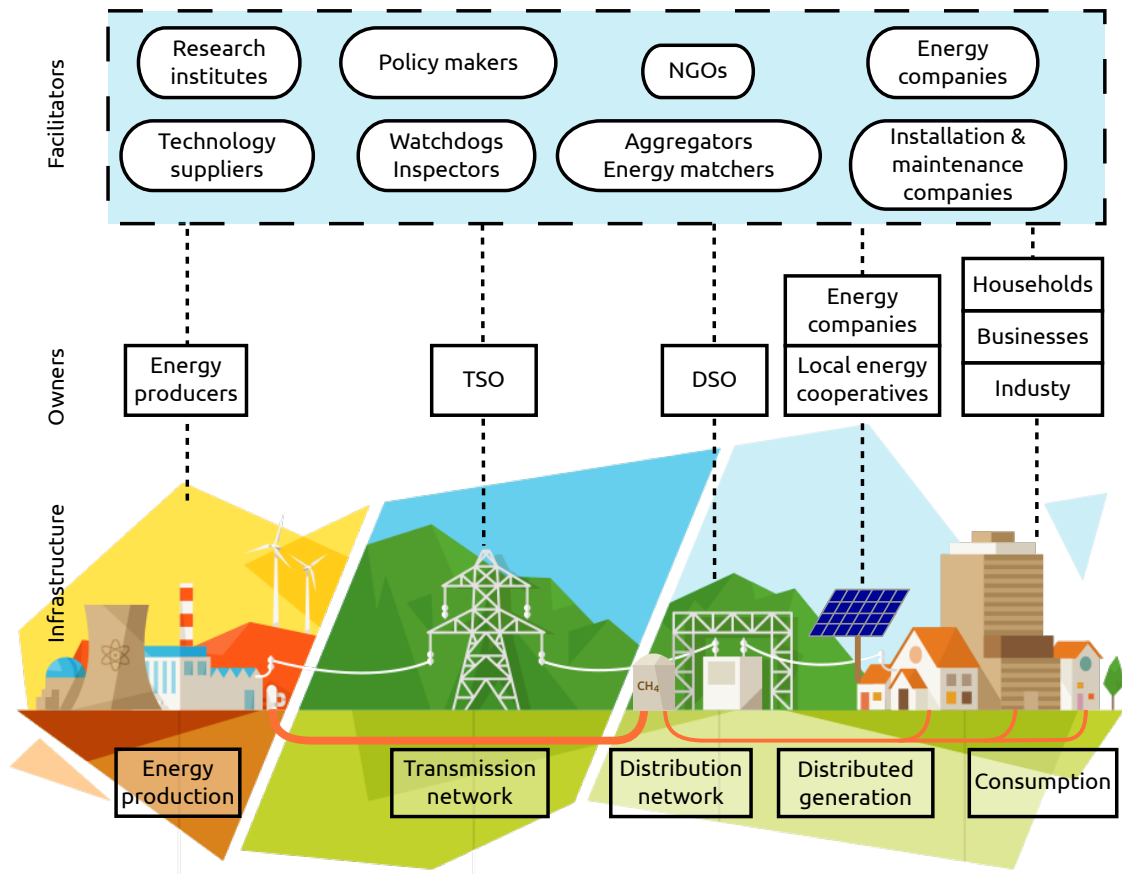 Facilitators
Research
institutes
Policy makers
NGOs
Energy
companies
Technology
suppliers
Watchdogs
Inspectors
Aggregators
Energy matchers
Installation &
maintenance
companies
Owners
Energy
producers
TSO
DSO
Energy
companies
Local energy
cooperatives
Households
Businesses
Industy
Infrastructure
CH₄
Energy
production
Transmission
network
Distribution
network
Distributed
generation
Consumption